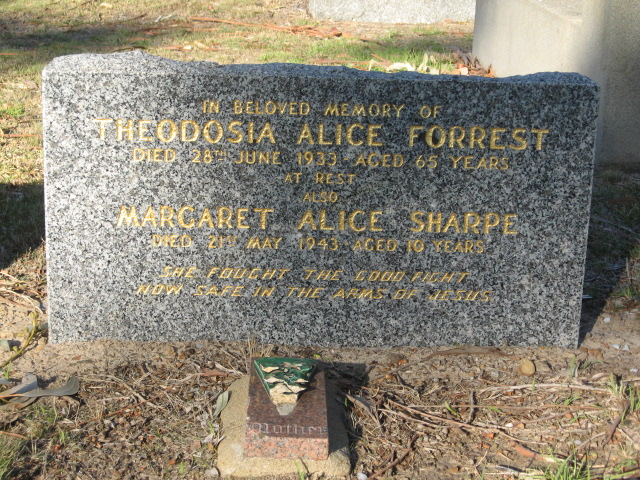 IN BELOVED MEMORY OF
THEODOSIA ALICE FORREST
DIED 28TH JUNE 1933 AGED 65 YEARS
AT REST
ALSO
MARGARET ALICE SHARPE
DIED 21ST MAY 1943 AGED 10 YEARS
SHE FOUGHT THE GOOD FIGHT
NOW SAFE IN THE ARMS OF JESUS
Mother